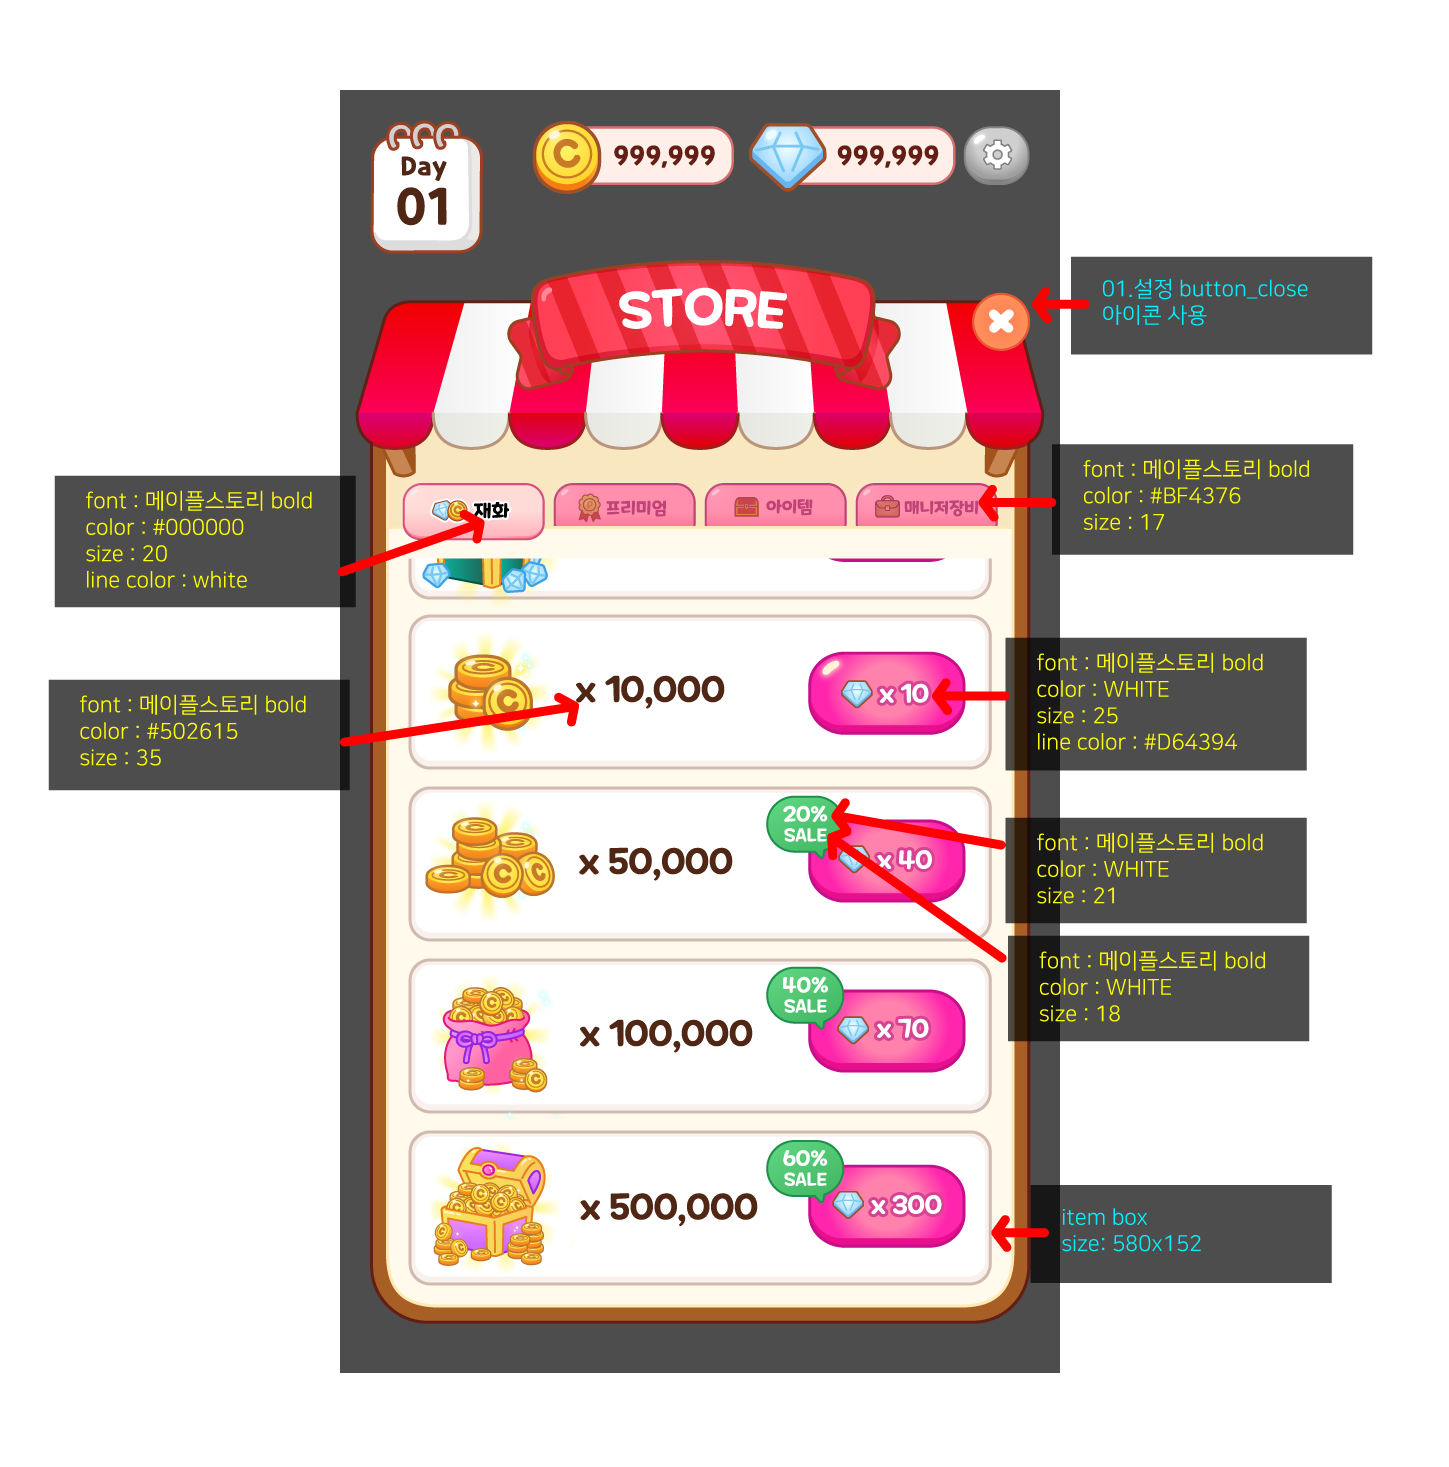 Day
01
999,999
999,999
STORE
01.설정 button_close
아이콘 사용
font : 메이플스토리 bold
color : #BF4376
size : 17
font : 메이플스토리 bold
color : #000000
size : 20
line color : white
재화
프리미엄
아이템
매니저장비
font : 메이플스토리 bold
color : #502615
size : 35
x 10,000
x 10
font : 메이플스토리 bold
color : WHITE
size : 25
line color : #D64394
x 50,000
20%
SALE
x 40
font : 메이플스토리 bold
color : WHITE
size : 21
font : 메이플스토리 bold
color : WHITE
size : 18
x 100,000
40%
SALE
x 70
x 500,000
60%
SALE
x 300
item box
size: 580x152